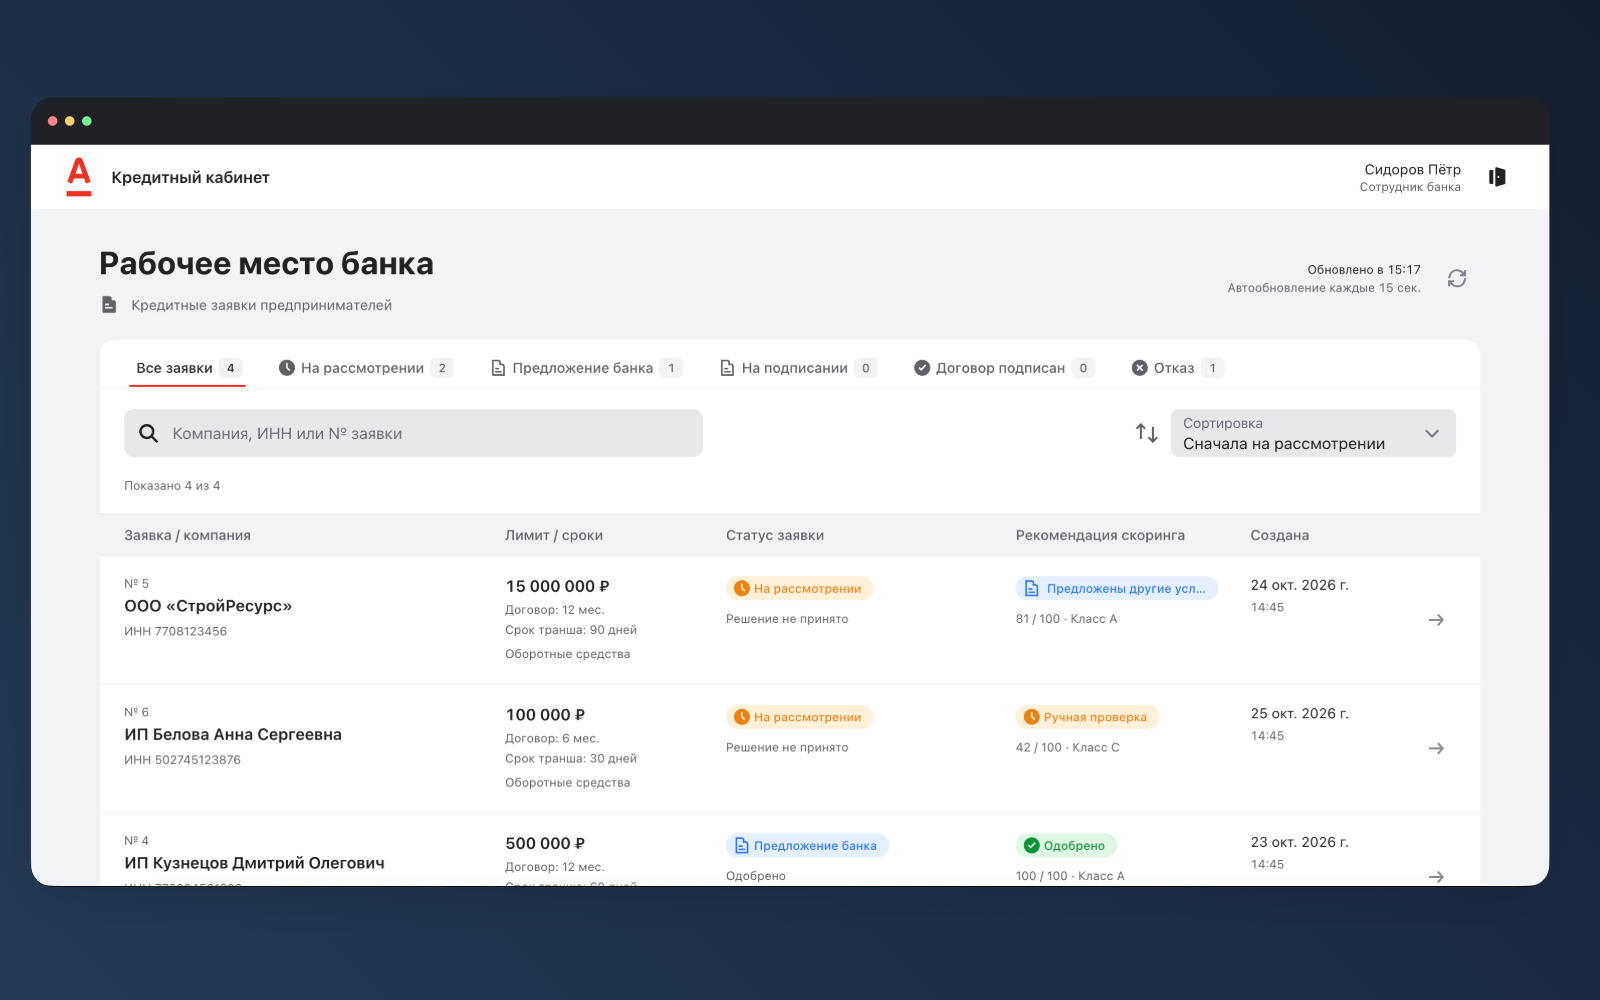 А
Кредитный кабинет
Сидоров Пётр
Сотрудник банка
Рабочее место банка
Кредитные заявки предпринимателей
Обновлено в 15:17
Автообновление каждые 15 сек.
Все заявки 4 На рассмотрении 2 Предложение банка 1 На подписании 0 Договор подписан 0 Отказ 1
Компания, ИНН или № заявки
Сортировка
Сначала на рассмотрении
Показано 4 из 4
Заявка / компания Лимит / сроки Статус заявки Рекомендация скоринга Создана
№ 5
ООО «СтройРесурс»
ИНН 7708123456
15 000 000 ₽
Договор: 12 мес.
Срок транша: 90 дней
Оборотные средства
На рассмотрении
Решение не принято
Предложены другие усл...
81 / 100 · Класс A
24 окт. 2026 г.
14:45
№ 6
ИП Белова Анна Сергеевна
ИНН 502745123876
100 000 ₽
Договор: 6 мес.
Срок транша: 30 дней
Оборотные средства
На рассмотрении
Решение не принято
Ручная проверка
42 / 100 · Класс C
25 окт. 2026 г.
14:45
№ 4
ИП Кузнецов Дмитрий Олегович
500 000 ₽
Договор: 12 мес.
Предложение банка
Одобрено
Одобрено
100 / 100 · Класс A
23 окт. 2026 г.
14:45